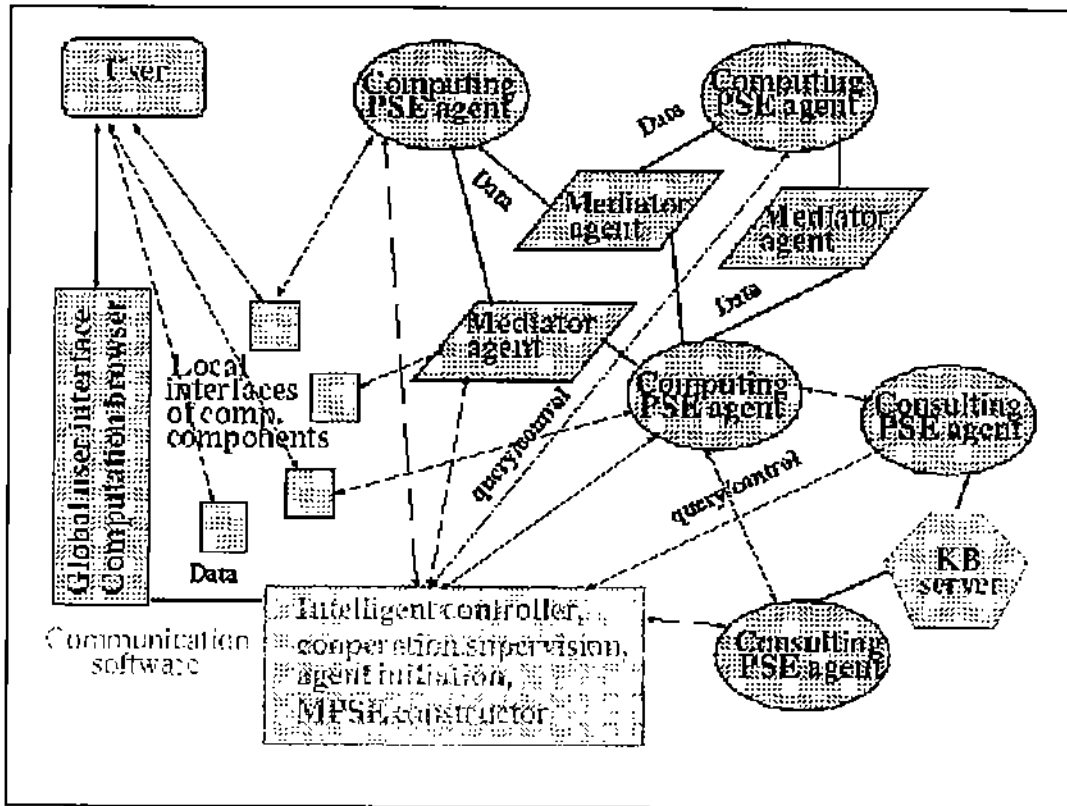 User
Computing
PSE agent
Computing
PSE agent
Data
Data
Mediator
agent
Mediator
agent
Data
Mediator
agent
Global user interface
Computation browser
Local
interfaces
of comp.
components
Computing
PSE agent
Consulting
PSE agent
query/control
query/control
Data
KB
server
Communication
software
Intelligent controller,
cooperation supervision,
agent initiation,
MPSE constructor
Consulting
PSE agent